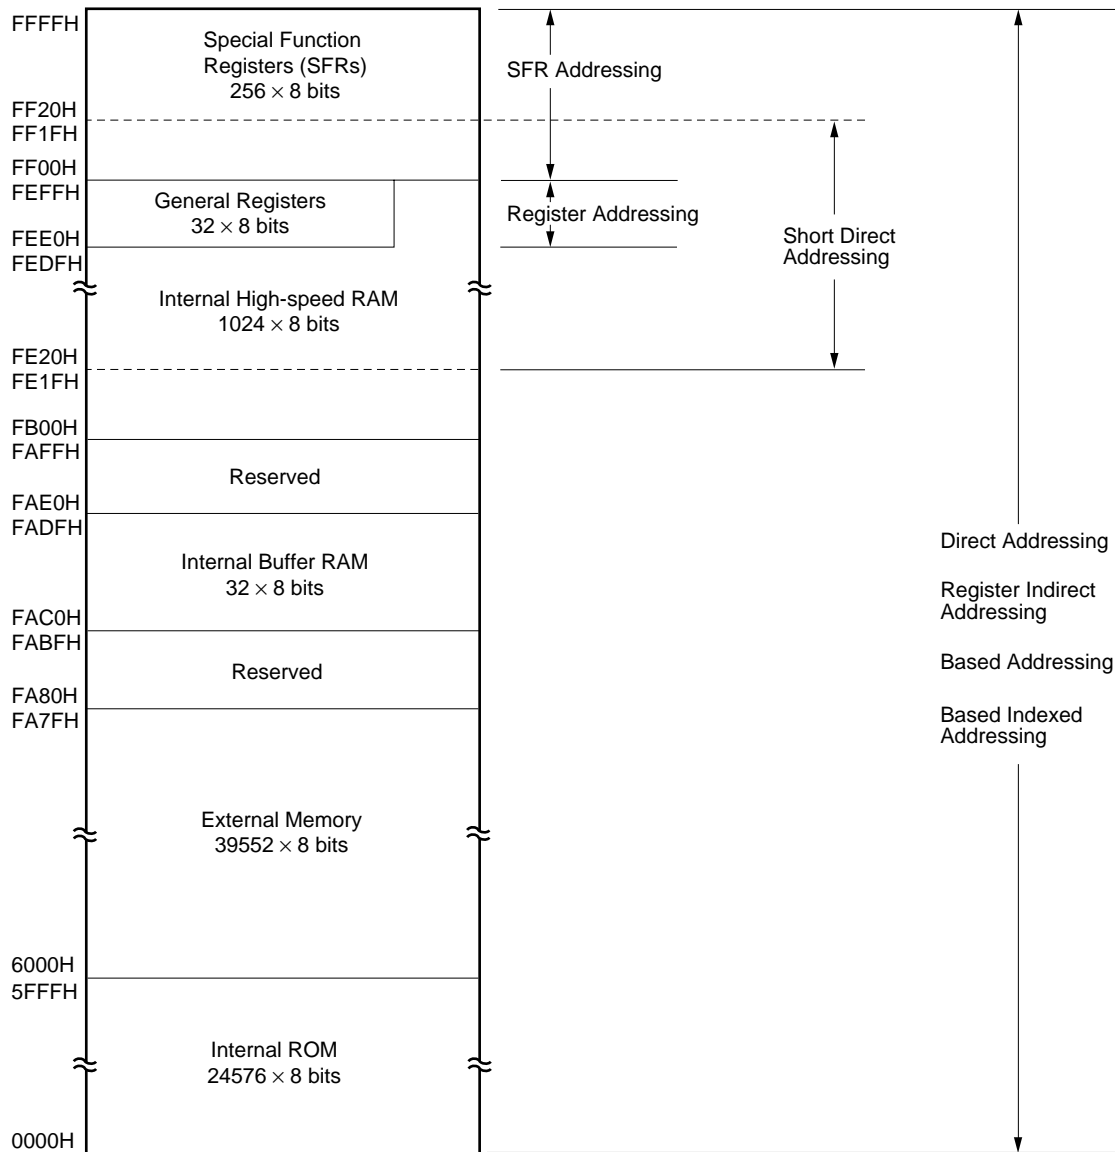 FFFFH
Special Function
Registers (SFRs)
256 × 8 bits
SFR Addressing
FF20H
FF1FH
FF00H
FEFFH
General Registers
32 × 8 bits
Register Addressing
Short Direct
Addressing
FEE0H
FEDFH
Internal High-speed RAM
1024 × 8 bits
FE20H
FE1FH
FB00H
FAFFH
Reserved
FAE0H
FADFH
Internal Buffer RAM
32 × 8 bits
Direct Addressing
Register Indirect
Addressing
FAC0H
FABFH
Reserved
Based Addressing
FA80H
FA7FH
Based Indexed
Addressing
External Memory
39552 × 8 bits
6000H
5FFFH
Internal ROM
24576 × 8 bits
0000H